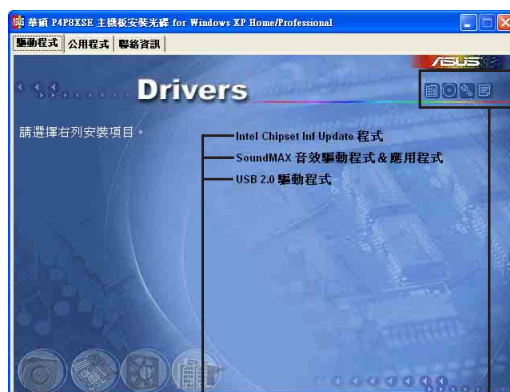 華碩 P4P8XSE 主機板安裝光碟 for Windows XP Home/Professional
驅動程式 公用程式 聯絡資訊
ASUS
Drivers
請選擇右列安裝項目。
Intel Chipset Inf Update 程式
SoundMAX 音效驅動程式 & 應用程式
USB 2.0 驅動程式